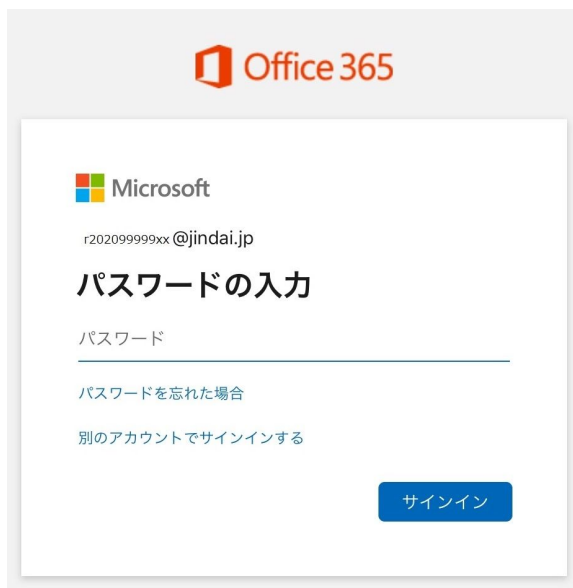 Office 365
Microsoft
r202099999xx@jindai.jp
パスワードの入力
パスワード
パスワードを忘れた場合
別のアカウントでサインインする
サインイン